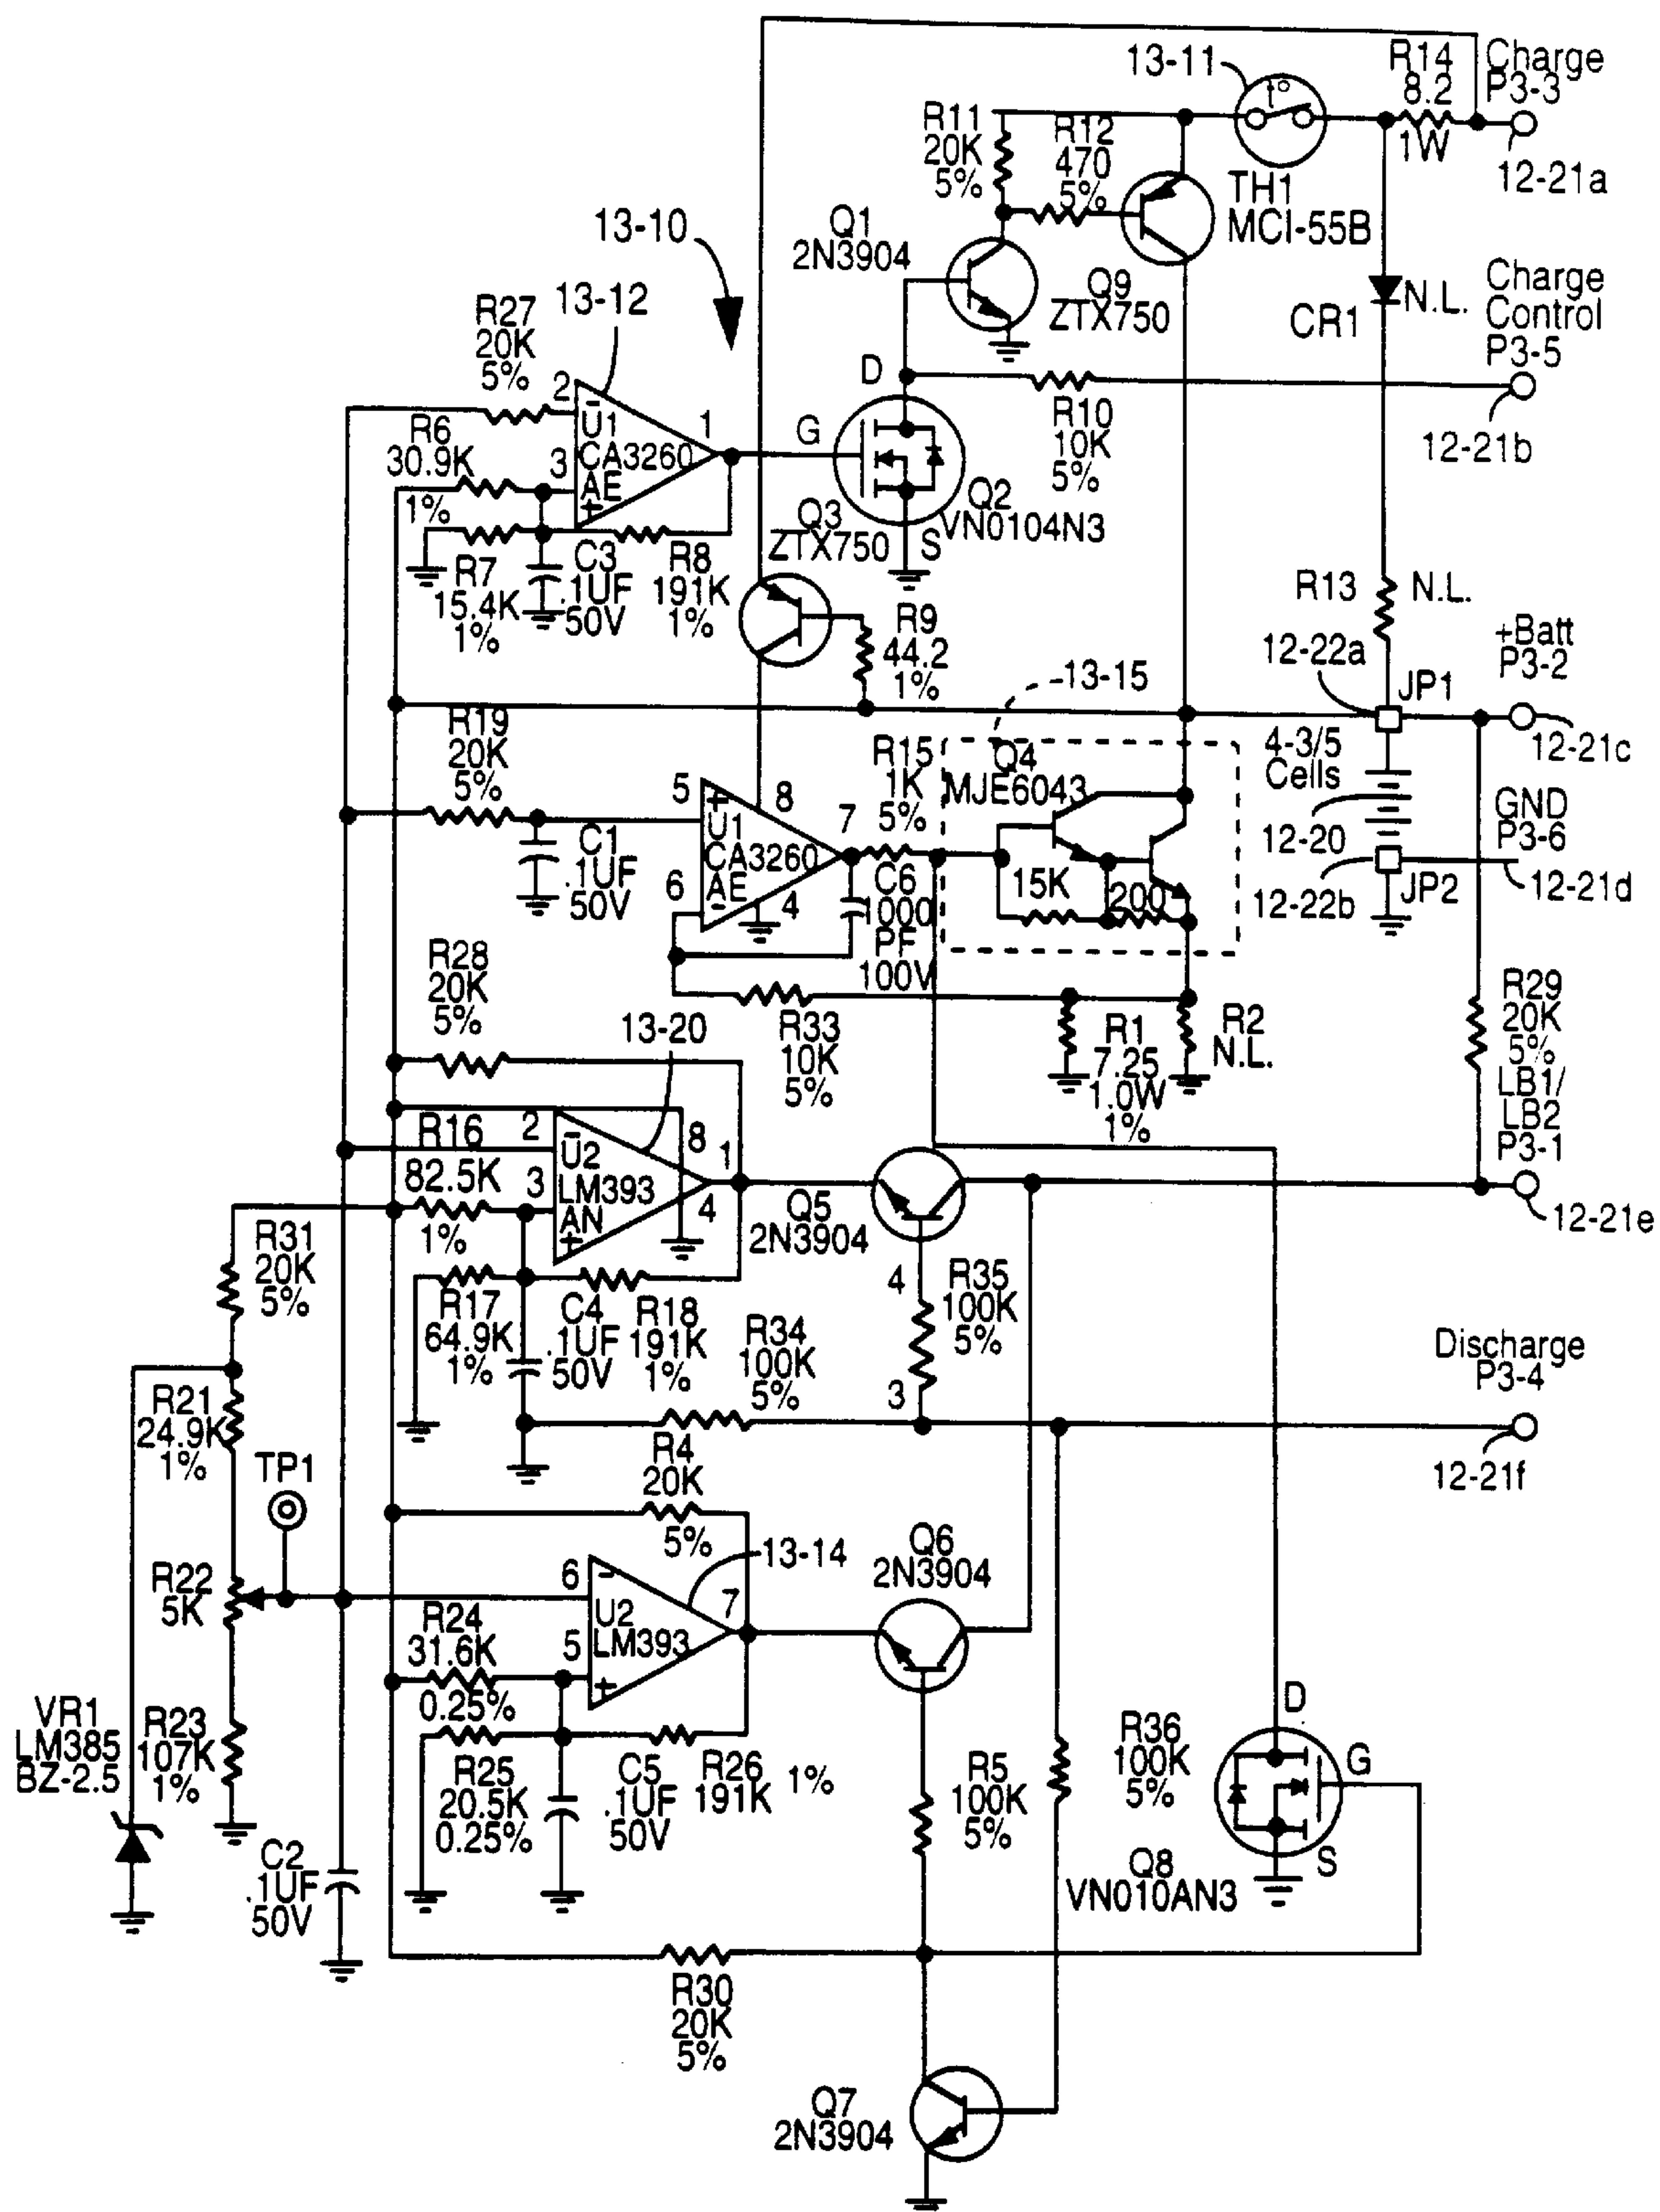 13-11
R14
8.2
1W
Charge
P3-3
12-21a
t°
R11
20K
5%
R12
470
5%
TH1
MCI-55B
13-10
Q1
2N3904
Q9
ZTX750
CR1
N.L.
Charge
Control
P3-5
12-21b
R27
20K
5%
13-12
2
-
U1
1
CA3260
3
AE
+
R6
30.9K
1%
D
G
S
R10
10K
5%
Q2
VN0104N3
Q3
ZTX750
R7
15.4K
1%
C3
.1UF
50V
R8
191K
1%
R9
44.2
1%
R13
N.L.
12-22a
+Batt
P3-2
JP1
12-21c
13-15
R19
20K
5%
R15
1K
5%
Q4
MJE6043
4-3/5
Cells
12-20
GND
P3-6
12-21d
12-22b
JP2
5
+
8
U1
7
CA3260
6
AE
-
4
C1
.1UF
50V
C6
1000
PF
100V
15K
200
R28
20K
5%
13-20
R33
10K
5%
R1
7.25
1.0W
1%
R2
N.L.
R29
20K
5%
LB1/
LB2
P3-1
12-21e
R16
82.5K
1%
2
-
U2
8
1
3
LM393
AN
4
+
Q5
2N3904
R31
20K
5%
R17
64.9K
1%
C4
.1UF
50V
R18
191K
1%
R34
100K
5%
4
R35
100K
5%
3
Discharge
P3-4
12-21f
R21
24.9K
1%
TP1
R4
20K
5%
13-14
Q6
2N3904
R22
5K
6
-
U2
7
5
LM393
+
R24
31.6K
0.25%
VR1
LM385
BZ-2.5
R23
107K
1%
R25
20.5K
0.25%
C5
.1UF
50V
R26
191K
1%
R5
100K
5%
R36
100K
5%
D
G
S
Q8
VN010AN3
C2
.1UF
50V
R30
20K
5%
Q7
2N3904